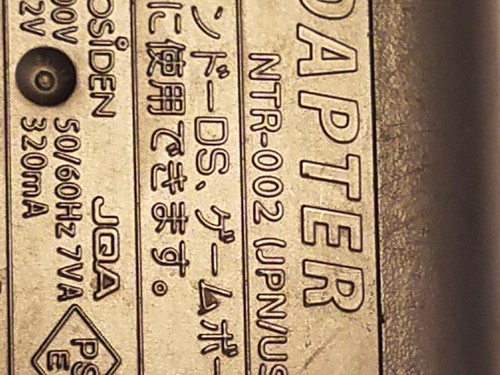 DAPTER
NTR-002 (JPN/US
ンドーDS、ゲームボー
に使用できます。
OSiDEN JQA
00V 50/60Hz 7VA
2V 320mA
PS
E